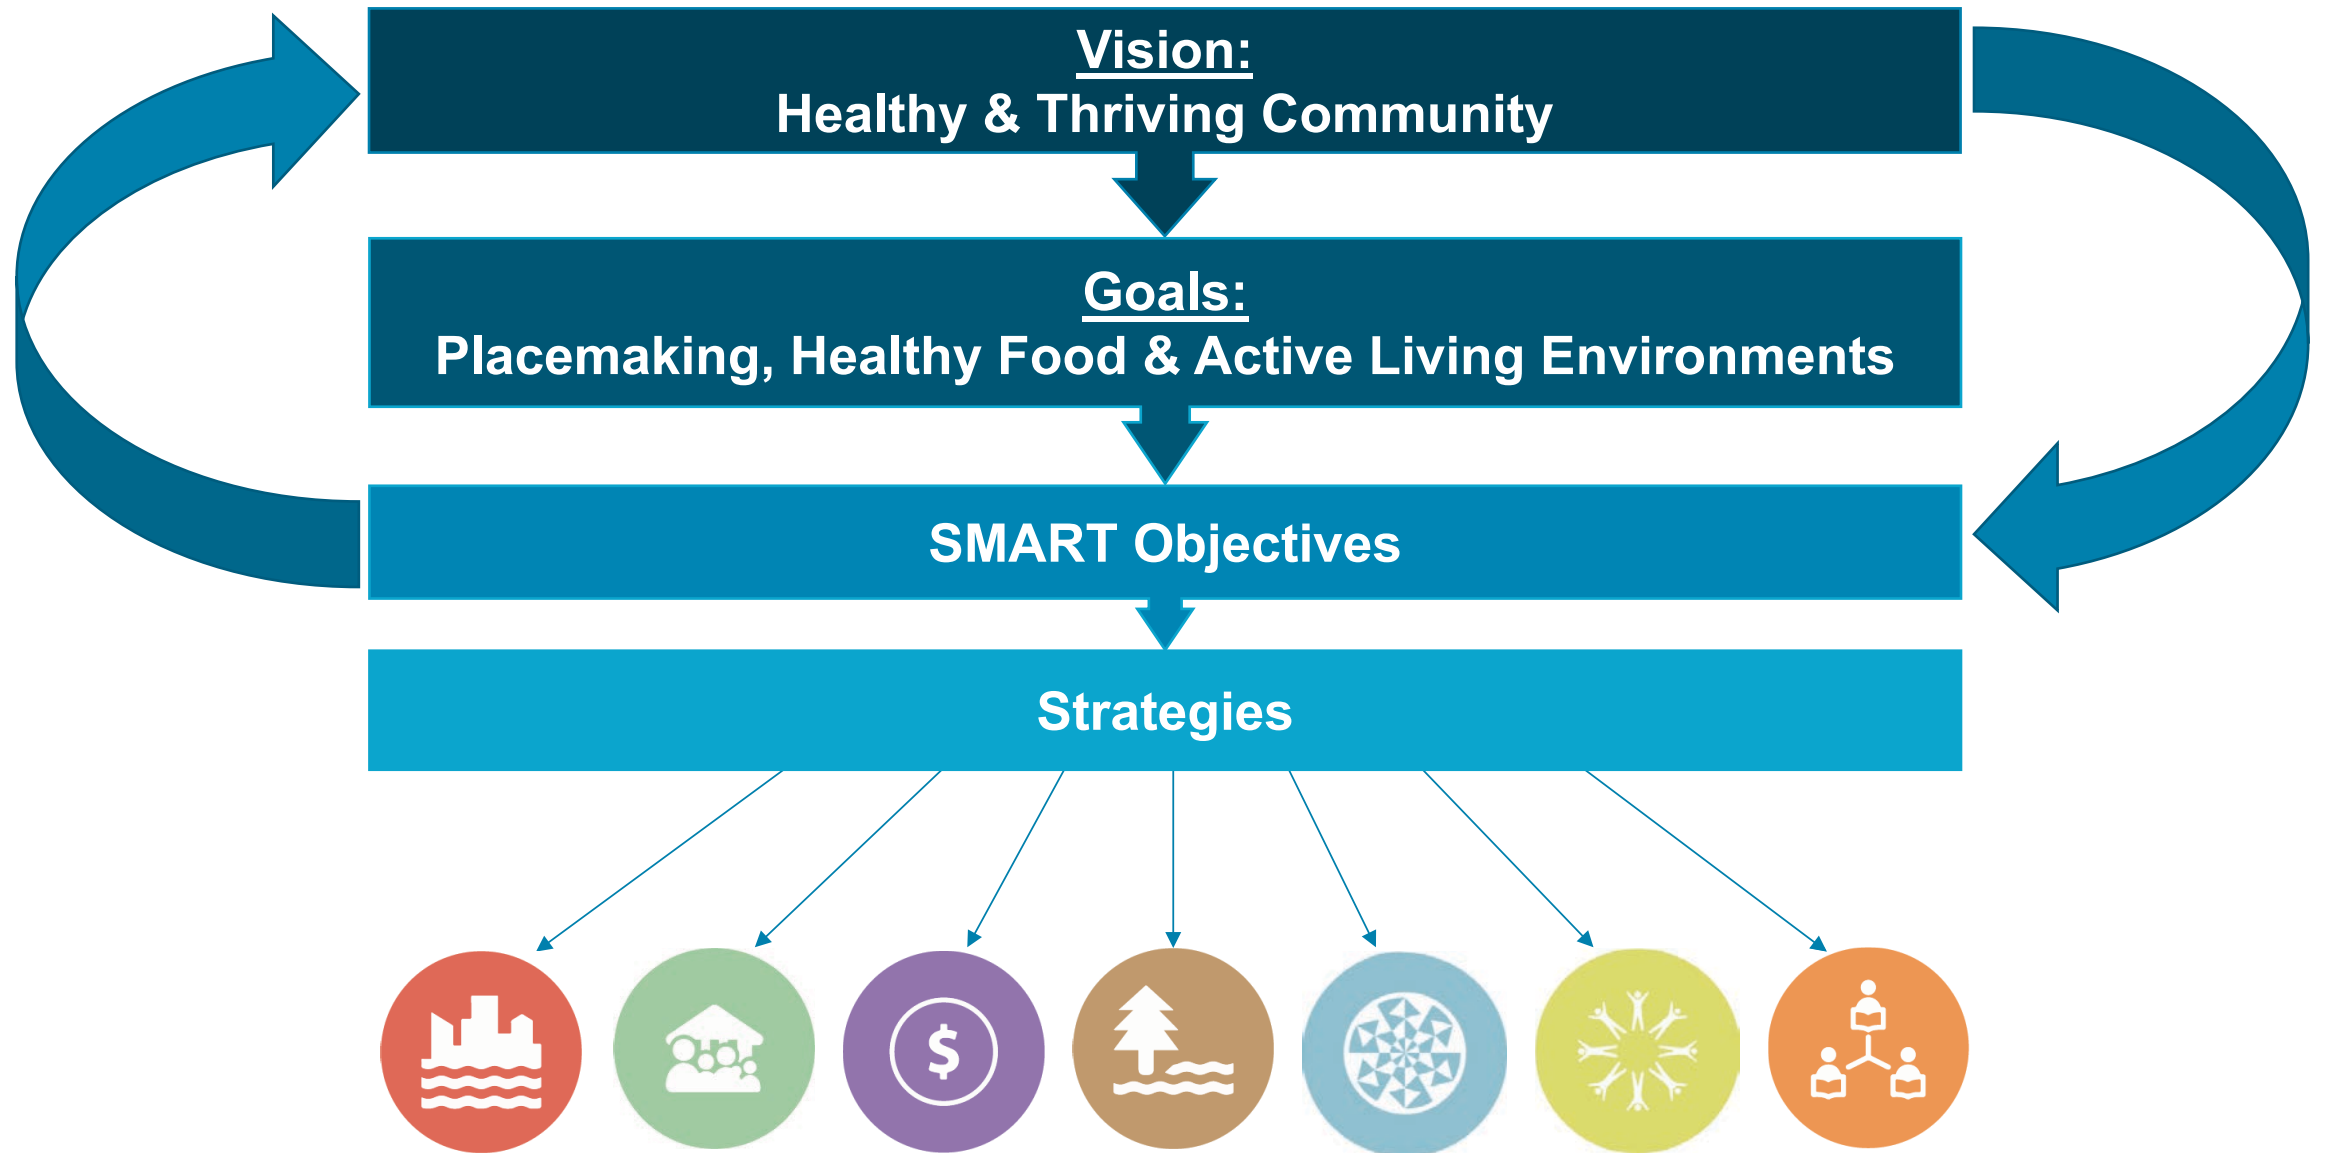 Vision:
Healthy & Thriving Community
Goals:
Placemaking, Healthy Food & Active Living Environments
SMART Objectives
Strategies
$